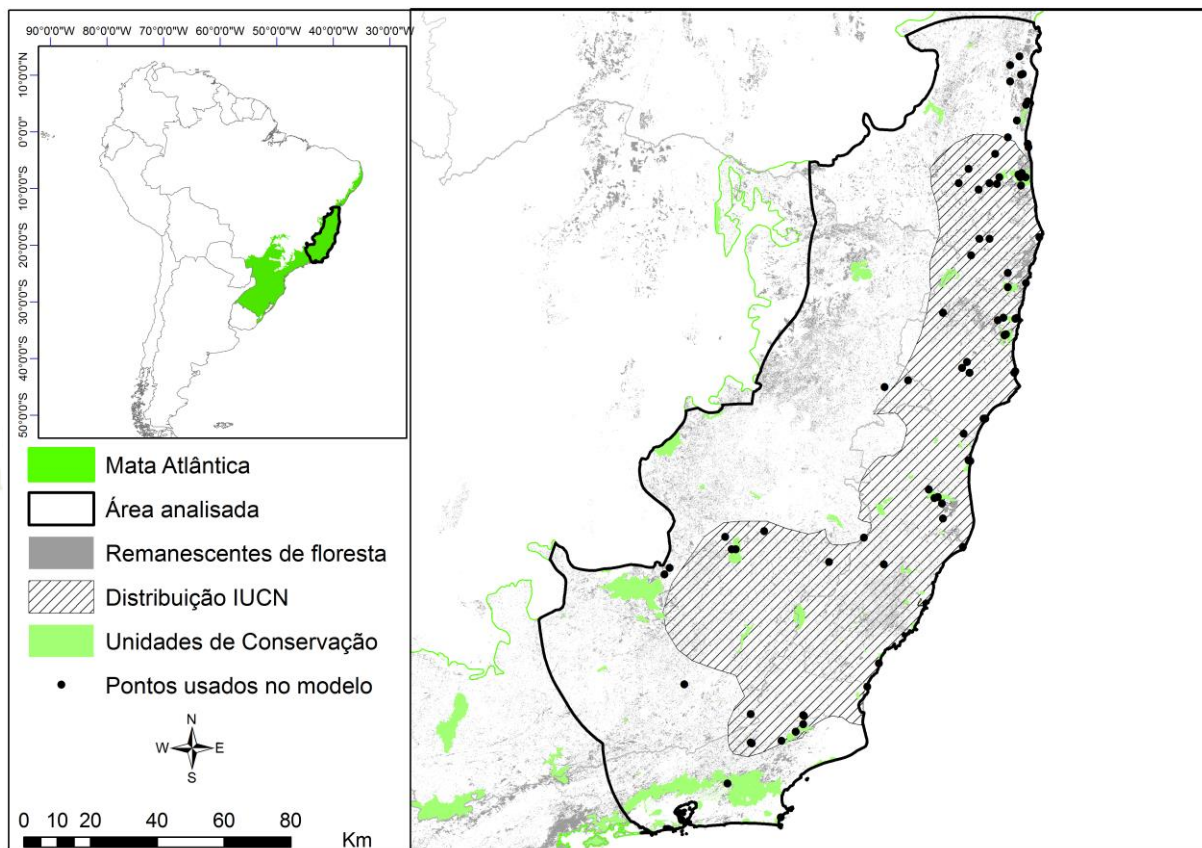 90°0'0"W 80°0'0"W 70°0'0"W 60°0'0"W 50°0'0"W 40°0'0"W 30°0'0"W
10°0'0"N
0°0'0"
10°0'0"S
20°0'0"S
30°0'0"S
40°0'0"S
50°0'0"S
Mata Atlântica
Área analisada
Remanescentes de floresta
Distribuição IUCN
Unidades de Conservação
Pontos usados no modelo
N
W E
S
0 10 20 40 60 80
Km